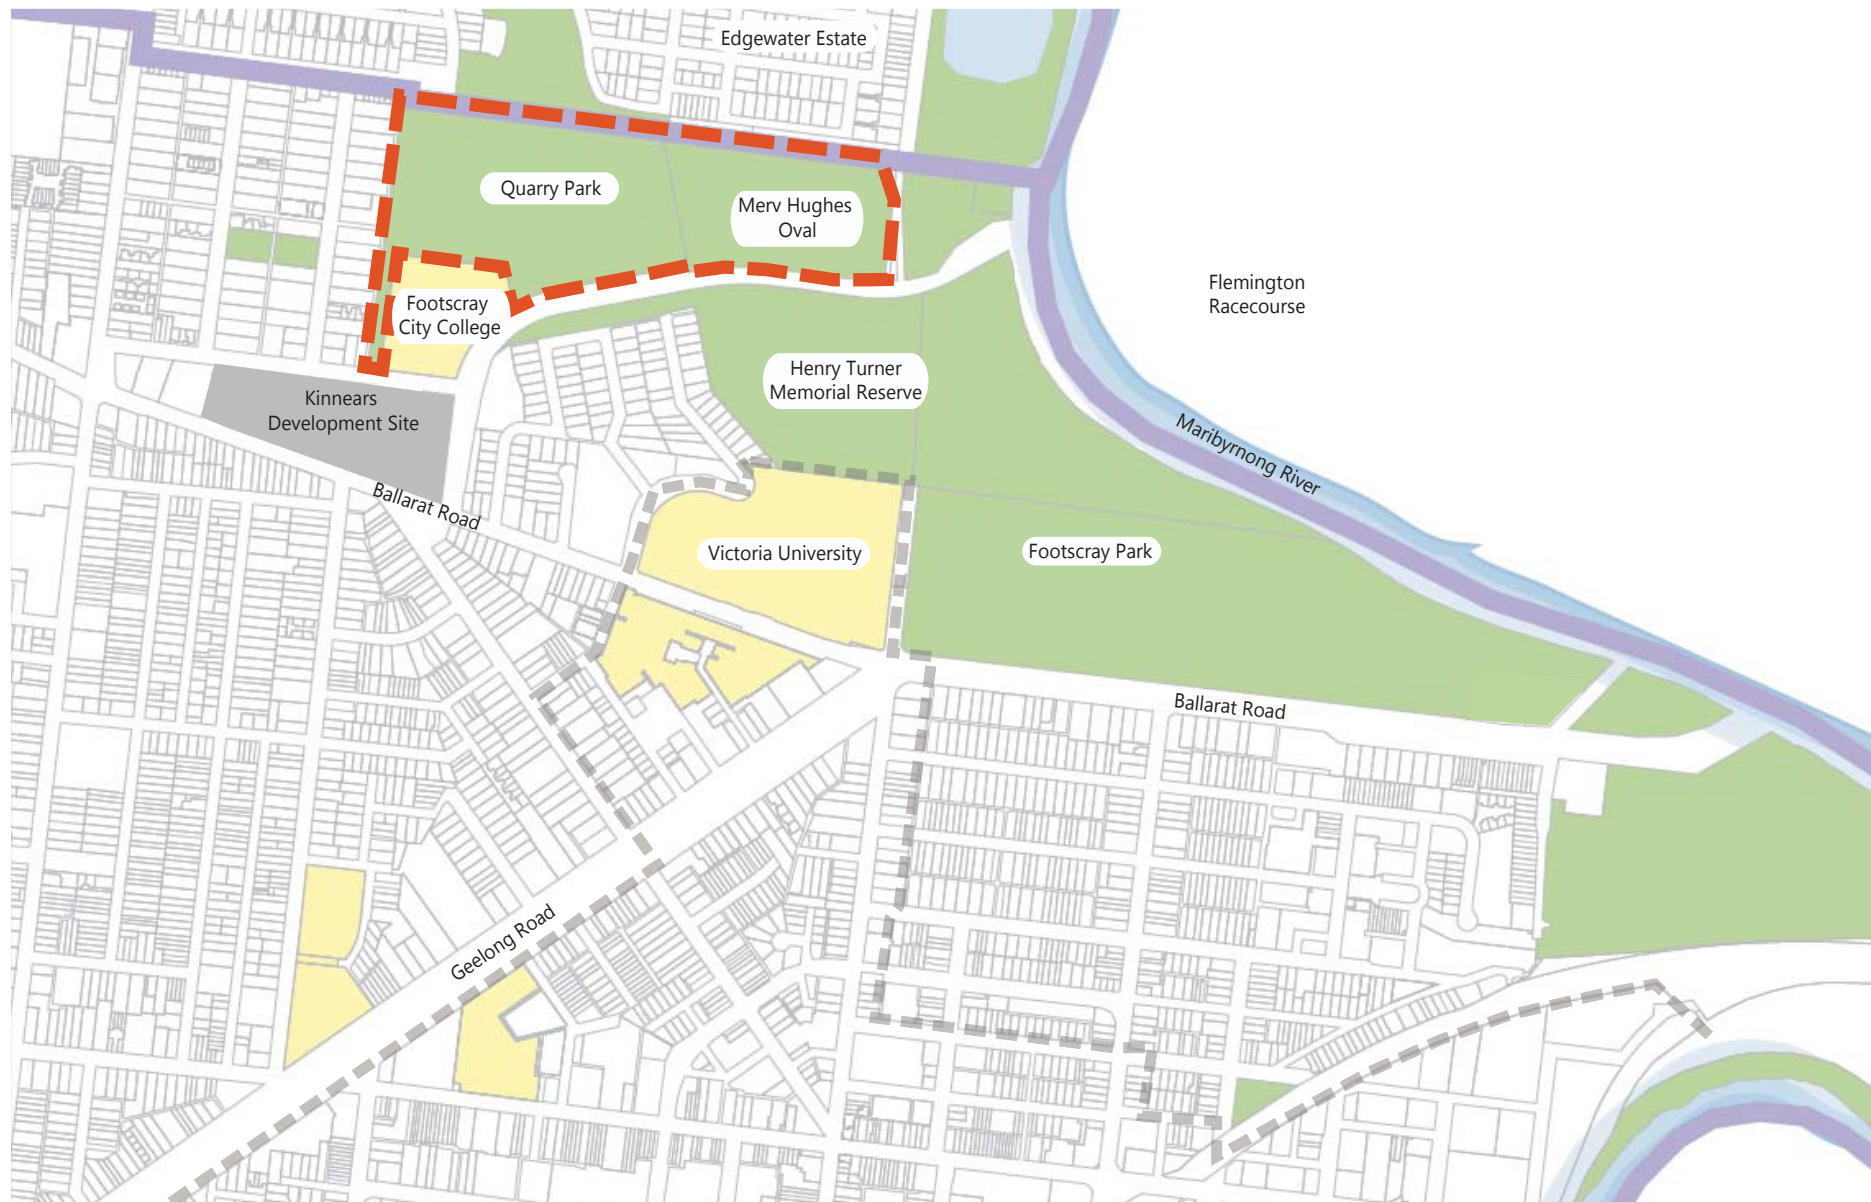 Edgewater Estate
Quarry Park
Merv Hughes
Oval
Flemington
Racecourse
Footscray
City College
Henry Turner
Memorial Reserve
Kinnears
Development Site
Maribyrnong River
Ballarat Road
Victoria University
Footscray Park
Ballarat Road
Geelong Road